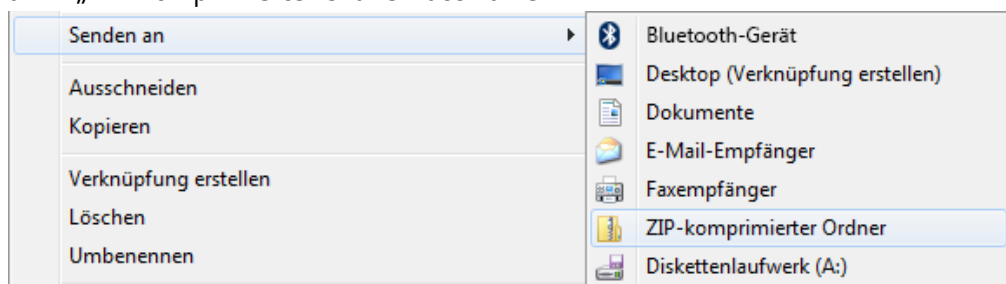 Senden an
Ausschneiden
Kopieren
Verknüpfung erstellen
Löschen
Umbenennen
Bluetooth-Gerät
Desktop (Verknüpfung erstellen)
Dokumente
E-Mail-Empfänger
Faxempfänger
ZIP-komprimierter Ordner
Diskettenlaufwerk (A:)